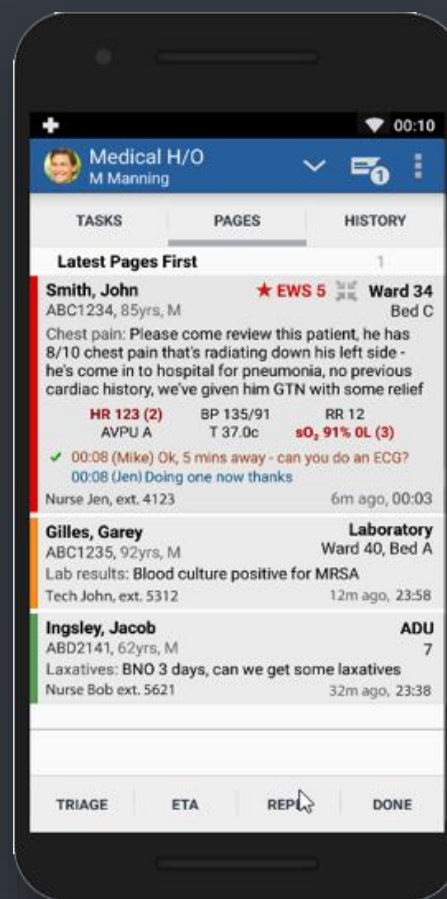 00:10
Medical H/O
M Manning
1
TASKS PAGES HISTORY
Latest Pages First 1
Smith, John ★ EWS 5 Ward 34
ABC1234, 85yrs, M Bed C
Chest pain: Please come review this patient, he has
8/10 chest pain that's radiating down his left side -
he's come in to hospital for pneumonia, no previous
cardiac history, we've given him GTN with some relief
HR 123 (2) BP 135/91 RR 12
AVPU A T 37.0c sO₂ 91% 0L (3)
✓ 00:08 (Mike) Ok, 5 mins away - can you do an ECG?
00:08 (Jen) Doing one now thanks
Nurse Jen, ext. 4123 6m ago, 00:03
Gilles, Garey Laboratory
ABC1235, 92yrs, M Ward 40, Bed A
Lab results: Blood culture positive for MRSA
Tech John, ext. 5312 12m ago, 23:58
Ingsley, Jacob ADU
ABD2141, 62yrs, M 7
Laxatives: BNO 3 days, can we get some laxatives
Nurse Bob ext. 5621 32m ago, 23:38
TRIAGE ETA REPLY DONE